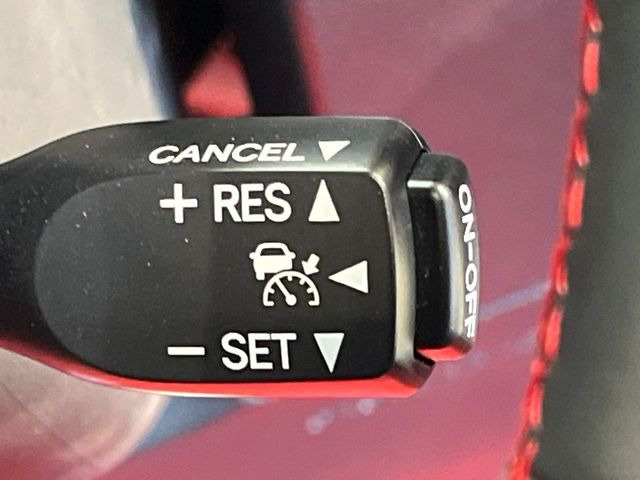 CANCEL
+ RES
- SET
ON-OFF